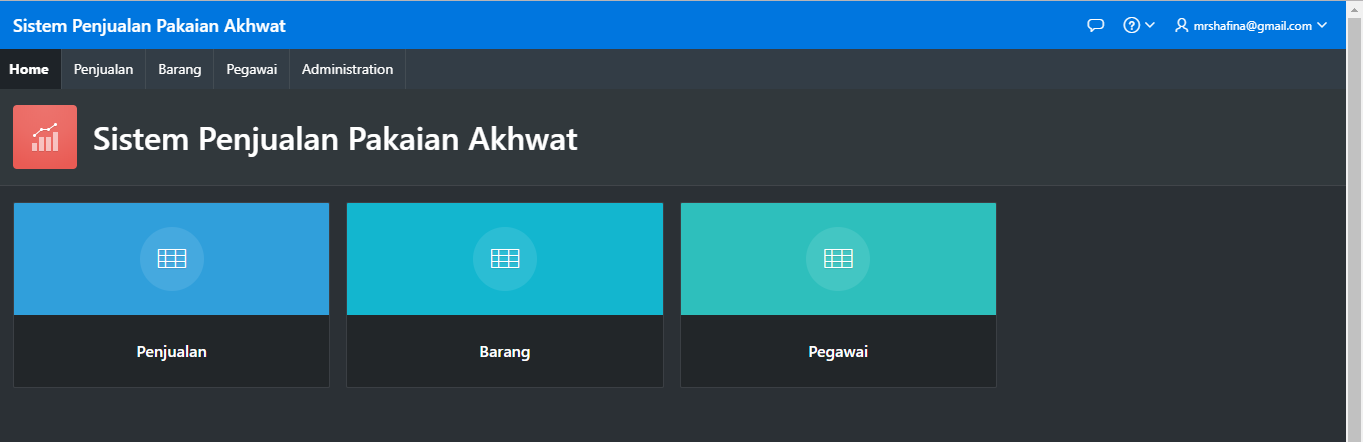 Sistem Penjualan Pakaian Akhwat
mrshafina@gmail.com
Home Penjualan Barang Pegawai Administration
Sistem Penjualan Pakaian Akhwat
Penjualan Barang Pegawai